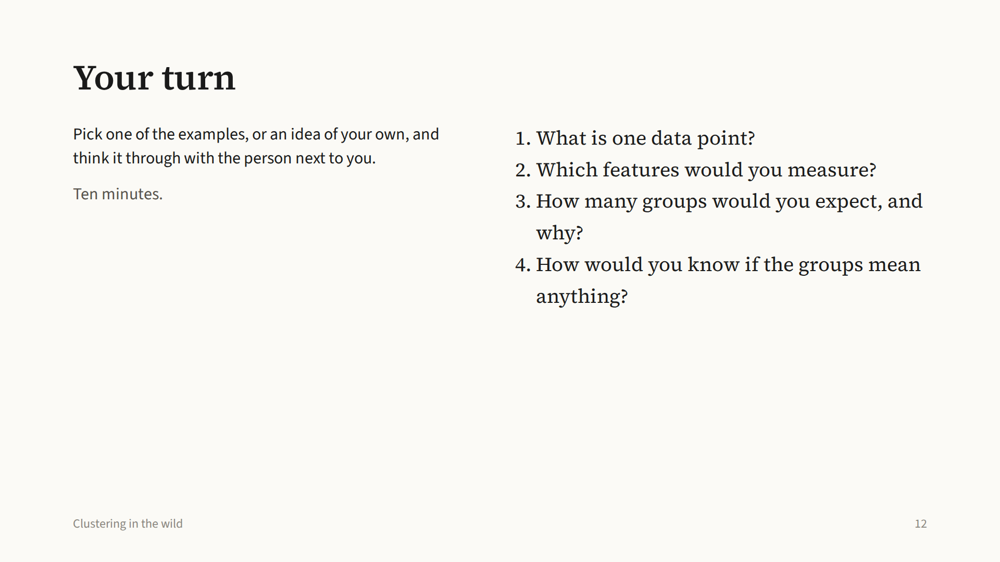 Your turn
Pick one of the examples, or an idea of your own, and
think it through with the person next to you.
Ten minutes.
1. What is one data point?
2. Which features would you measure?
3. How many groups would you expect, and
why?
4. How would you know if the groups mean
anything?
Clustering in the wild
12